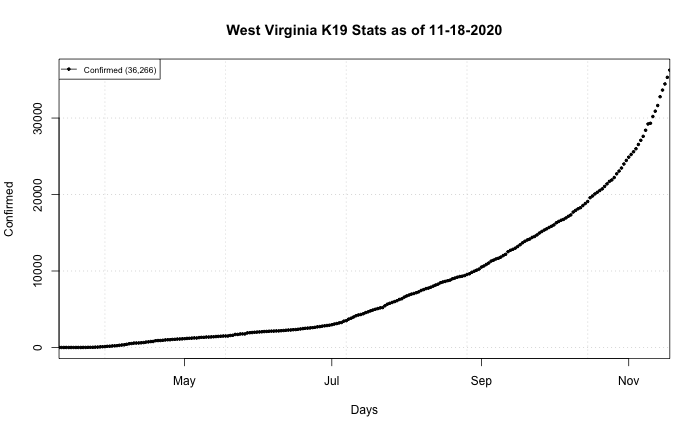 West Virginia K19 Stats as of 11-18-2020
Confirmed (36,266)
Confirmed
30000
20000
10000
0
May
Jul
Sep
Nov
Days